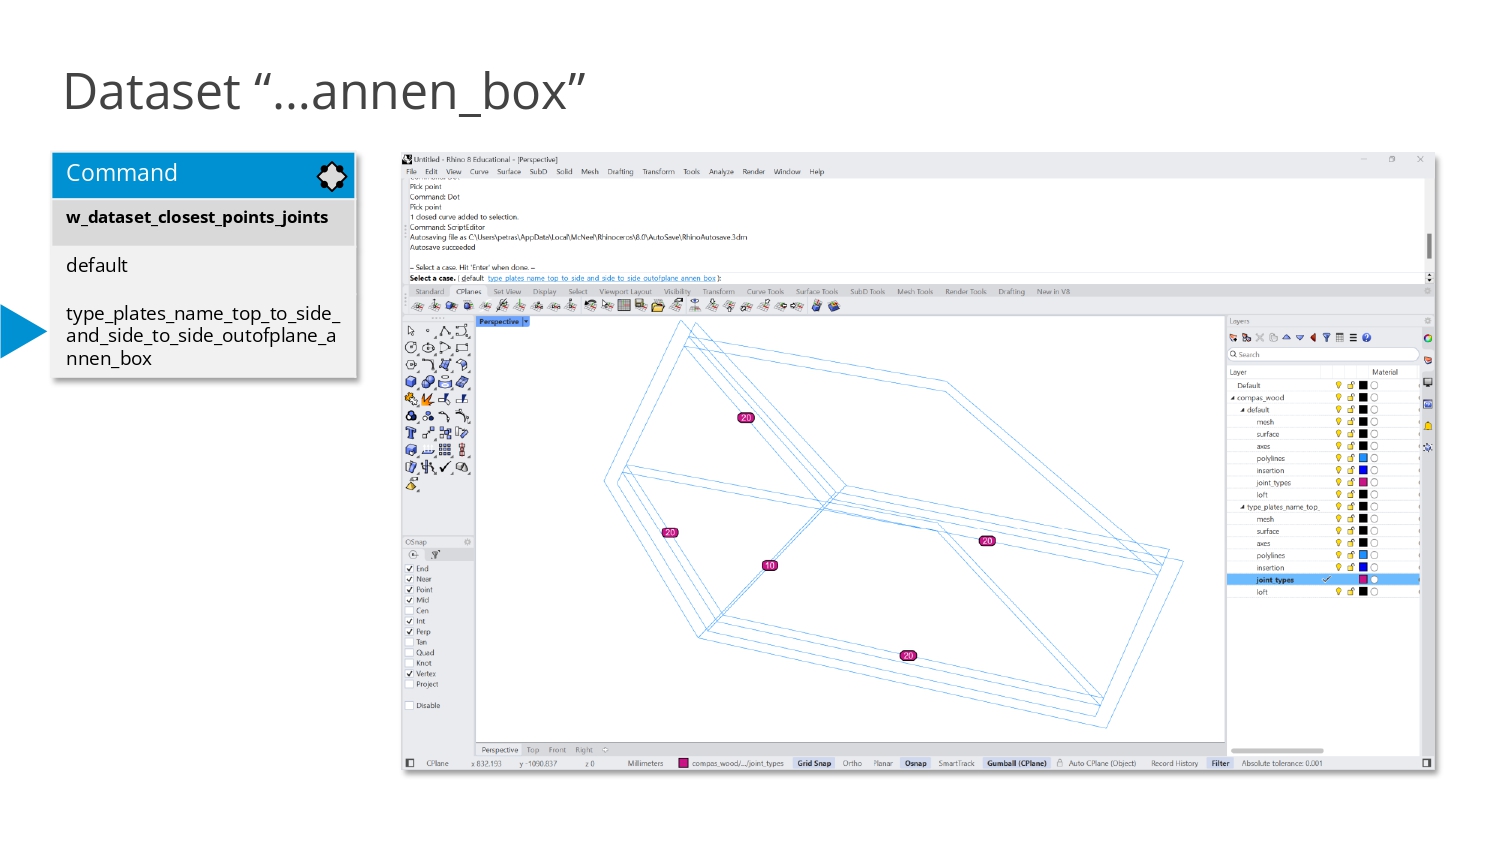 Dataset “...annen_box”
Command
w_dataset_closest_points_joints
default
type_plates_name_top_to_side_
and_side_to_side_outofplane_a
nnen_box
Untitled - Rhino 8 Educational - [Perspective]
File Edit View Curve Surface SubD Solid Mesh Drafting Transform Tools Analyze Render Window Help
Pick point
Command: Dot
Pick point
1 closed curve added to selection.
Command: ScriptEditor
Autosaving file as C:\Users\petras\AppData\Local\McNeel\Rhinoceros\8.0\AutoSave\RhinoAutosave.3dm
Autosave succeeded
-- Select a case. Hit 'Enter' when done. --
Select a case. ( default type_plates_name_top_to_side_and_side_to_side_outofplane_annen_box ):
Standard CPlanes Set View Display Select Viewport Layout Visibility Transform Curve Tools Surface Tools Solid Tools SubD Tools Mesh Tools Render Tools Drafting New in V8
Perspective
20
20
10
20
20
OSnap
End
Near
Point
Mid
Cen
Int
Perp
Tan
Quad
Knot
Vertex
Project
Disable
Layers
Search
Layer Material
Default
compas_wood
default
mesh
surface
axes
polylines
insertion
joint_types
loft
type_plates_name_top_
mesh
surface
axes
polylines
insertion
joint_types
loft
Perspective Top Front Right
CPlane x 832.193 y -1090.837 z 0 Millimeters compas_wood/.../joint_types Grid Snap Ortho Planar Osnap SmartTrack Gumball (CPlane) Auto CPlane (Object) Record History Filter Absolute tolerance: 0.001